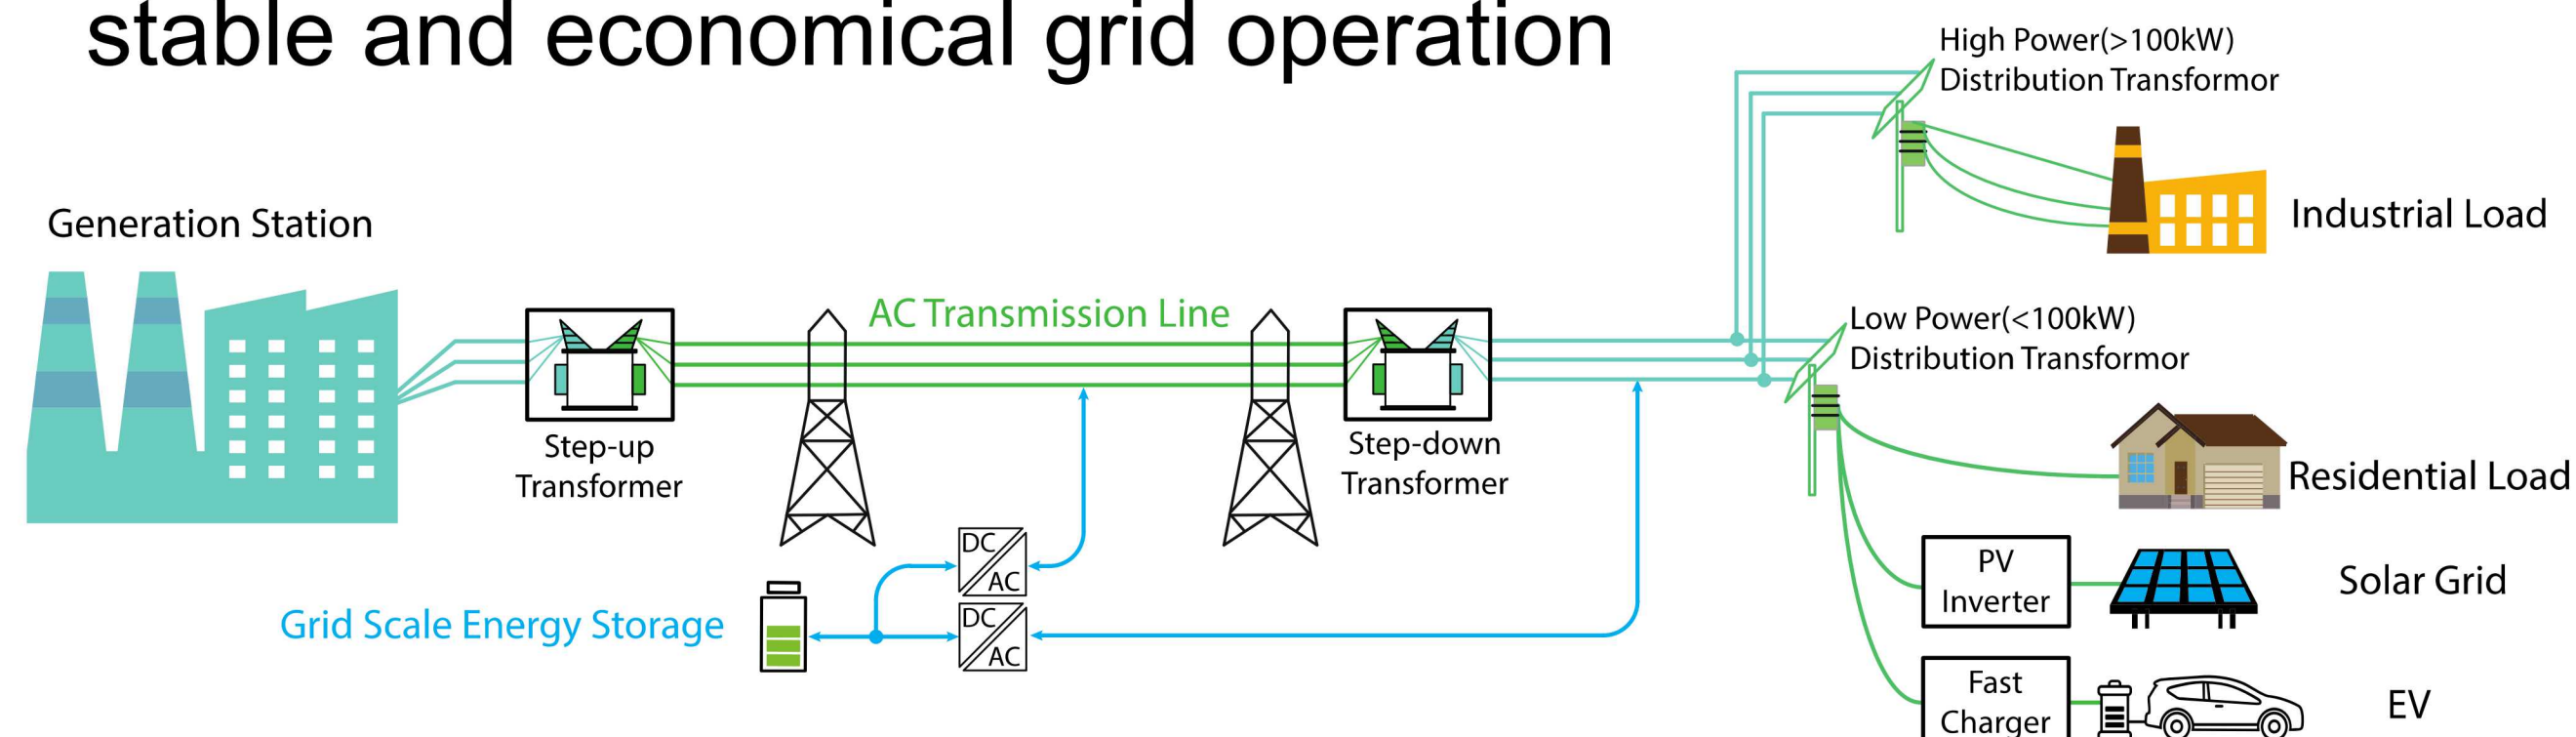 stable and economical grid operation
High Power(>100kW)
Distribution Transformor
Generation Station
Industrial Load
AC Transmission Line
Low Power(<100kW)
Distribution Transformor
Step-up
Transformer
Step-down
Transformer
Residential Load
DC
AC
PV
Inverter
Solar Grid
Grid Scale Energy Storage
DC
AC
Fast
Charger
EV